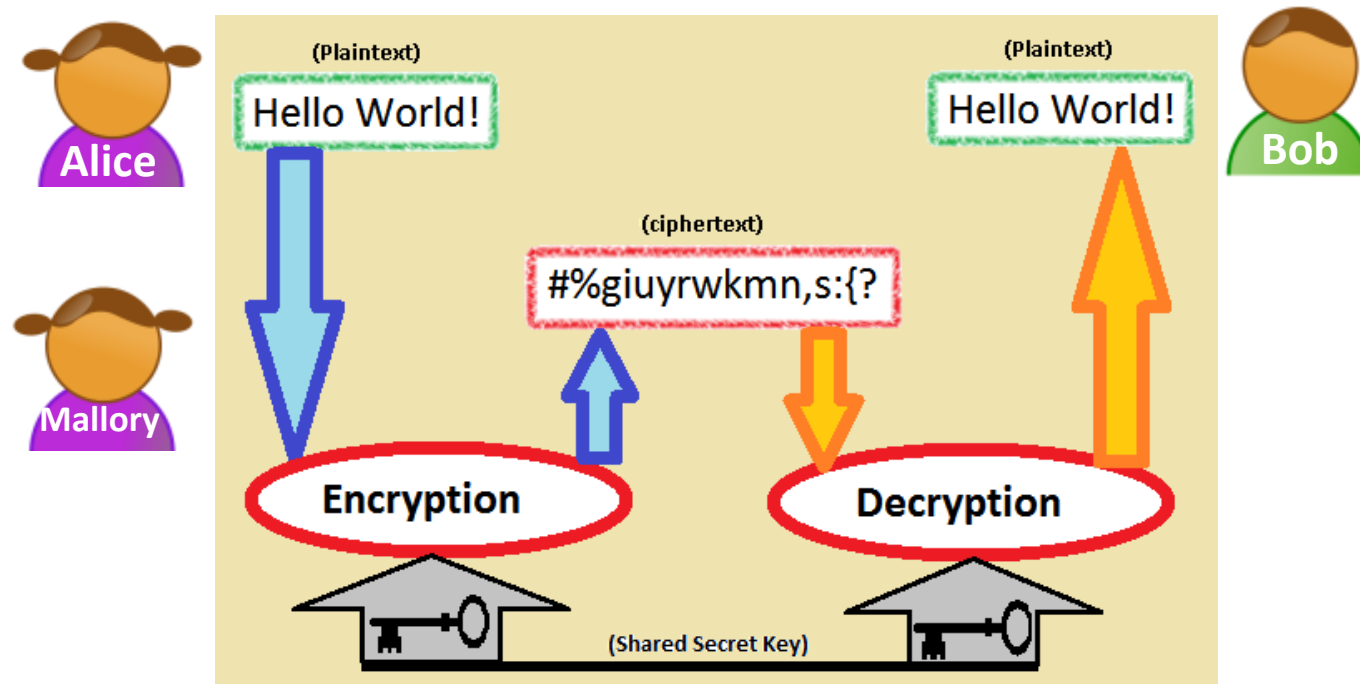 (Plaintext)
(Plaintext)
Hello World!
Hello World!
Alice
Bob
(ciphertext)
#%giuyrwkmn,s:{?
Mallory
Encryption
Decryption
(Shared Secret Key)